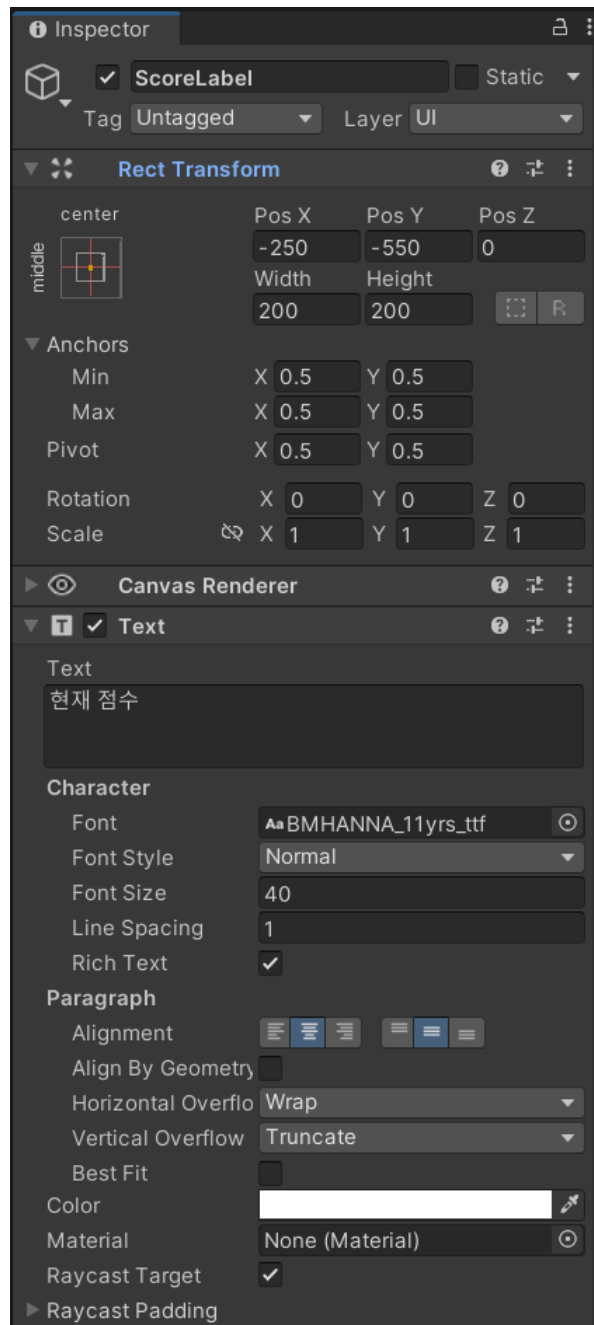 Inspector
ScoreLabel Static
Tag Untagged Layer UI
Rect Transform
center
middle
Pos X Pos Y Pos Z
-250 -550 0
Width Height
200 200 R
Anchors
Min X 0.5 Y 0.5
Max X 0.5 Y 0.5
Pivot X 0.5 Y 0.5
Rotation X 0 Y 0 Z 0
Scale X 1 Y 1 Z 1
Canvas Renderer
T Text
Text
현재 점수
Character
Font Aa BMHANNA_11yrs_ttf
Font Style Normal
Font Size 40
Line Spacing 1
Rich Text
Paragraph
Alignment
Align By Geometry
Horizontal Overflo Wrap
Vertical Overflow Truncate
Best Fit
Color
Material None (Material)
Raycast Target
Raycast Padding